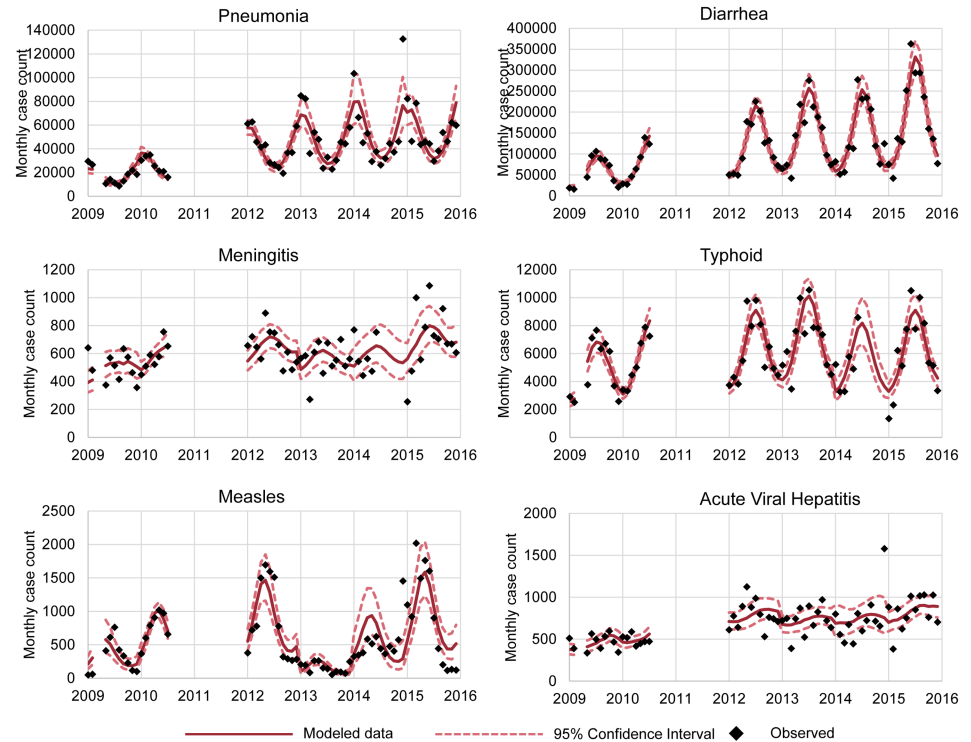 Pneumonia
Monthly case count
140000
120000
100000
80000
60000
40000
20000
0
2009 2010 2011 2012 2013 2014 2015 2016
Diarrhea
Monthly case count
400000
350000
300000
250000
200000
150000
100000
50000
0
2009 2010 2011 2012 2013 2014 2015 2016
Meningitis
Monthly case count
1200
1000
800
600
400
200
0
2009 2010 2011 2012 2013 2014 2015 2016
Typhoid
Monthly case count
12000
10000
8000
6000
4000
2000
0
2009 2010 2011 2012 2013 2014 2015 2016
Measles
Monthly case count
2500
2000
1500
1000
500
0
2009 2010 2011 2012 2013 2014 2015 2016
Acute Viral Hepatitis
Monthly case count
2000
1500
1000
500
0
2009 2010 2011 2012 2013 2014 2015 2016
Modeled data 95% Confidence Interval Observed